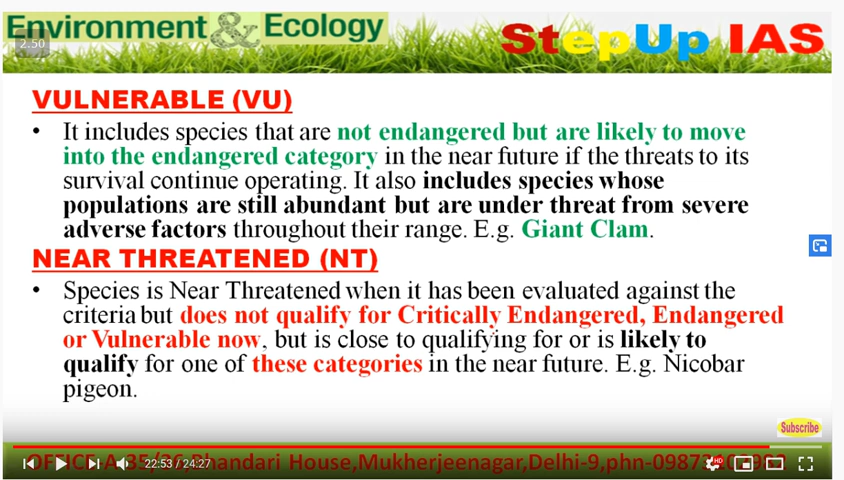 Environment & Ecology
StepUp IAS
2.50
VULNERABLE (VU)
• It includes species that are not endangered but are likely to move
into the endangered category in the near future if the threats to its
survival continue operating. It also includes species whose
populations are still abundant but are under threat from severe
adverse factors throughout their range. E.g. Giant Clam.
NEAR THREATENED (NT)
• Species is Near Threatened when it has been evaluated against the
criteria but does not qualify for Critically Endangered, Endangered
or Vulnerable now, but is close to qualifying for or is likely to
qualify for one of these categories in the near future. E.g. Nicobar
pigeon.
Subscribe
OFFICE Bhandari House,Mukherjeenagar,Delhi-9,phn-
22:53 / 24:27
HD